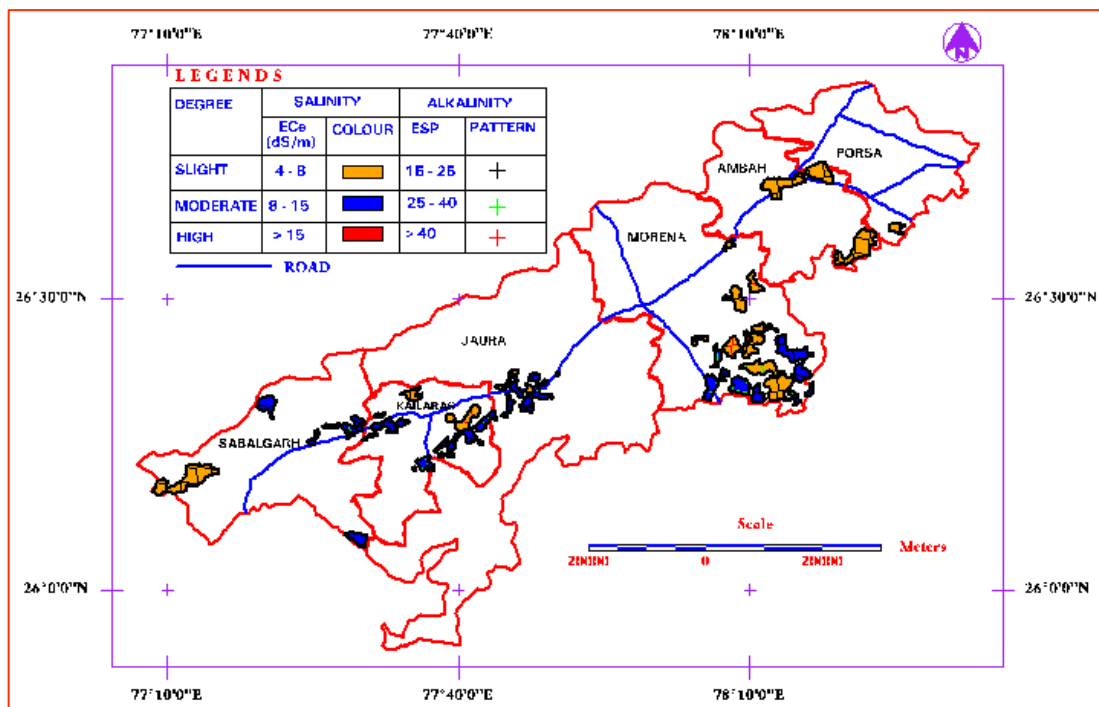 77°10'0"E 77°40'0"E 78°10'0"E
N
LEGENDS
DEGREE SALINITY ALKALINITY
ECe (dS/m) COLOUR ESP PATTERN
SLIGHT 4 - 8 15 - 25
MODERATE 8 - 15 25 - 40
HIGH > 15 > 40
ROAD
PORSA
AMBAH
MORENA
26°30'0"N 26°30'0"N
JAURA
KAILARAS
SABALGARH
Scale
Meters
20000 0 20000
26°0'0"N 26°0'0"N
77°10'0"E 77°40'0"E 78°10'0"E